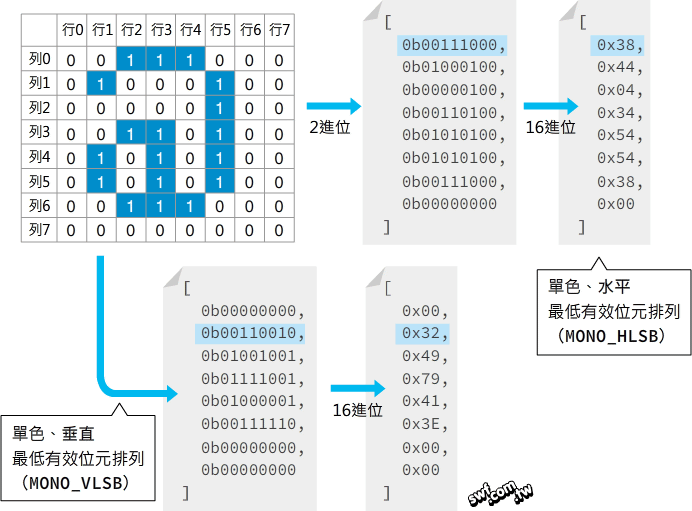 行0 行1 行2 行3 行4 行5 行6 行7
列0 0 0 1 1 1 0 0 0
列1 0 1 0 0 0 1 0 0
列2 0 0 0 0 0 1 0 0
列3 0 0 1 1 0 1 0 0
列4 0 1 0 1 0 1 0 0
列5 0 1 0 1 0 1 0 0
列6 0 0 1 1 1 0 0 0
列7 0 0 0 0 0 0 0 0
2進位
[
0b00111000,
0b01000100,
0b00000100,
0b00110100,
0b01010100,
0b01010100,
0b00111000,
0b00000000
]
16進位
[
0x38,
0x44,
0x04,
0x34,
0x54,
0x54,
0x38,
0x00
]
單色、水平
最低有效位元排列
（MONO_HLSB）
單色、垂直
最低有效位元排列
（MONO_VLSB）
[
0b00000000,
0b00110010,
0b01001001,
0b01111001,
0b01000001,
0b00111110,
0b00000000,
0b00000000
]
16進位
[
0x00,
0x32,
0x49,
0x79,
0x41,
0x3E,
0x00,
0x00
]
swf.com.tw